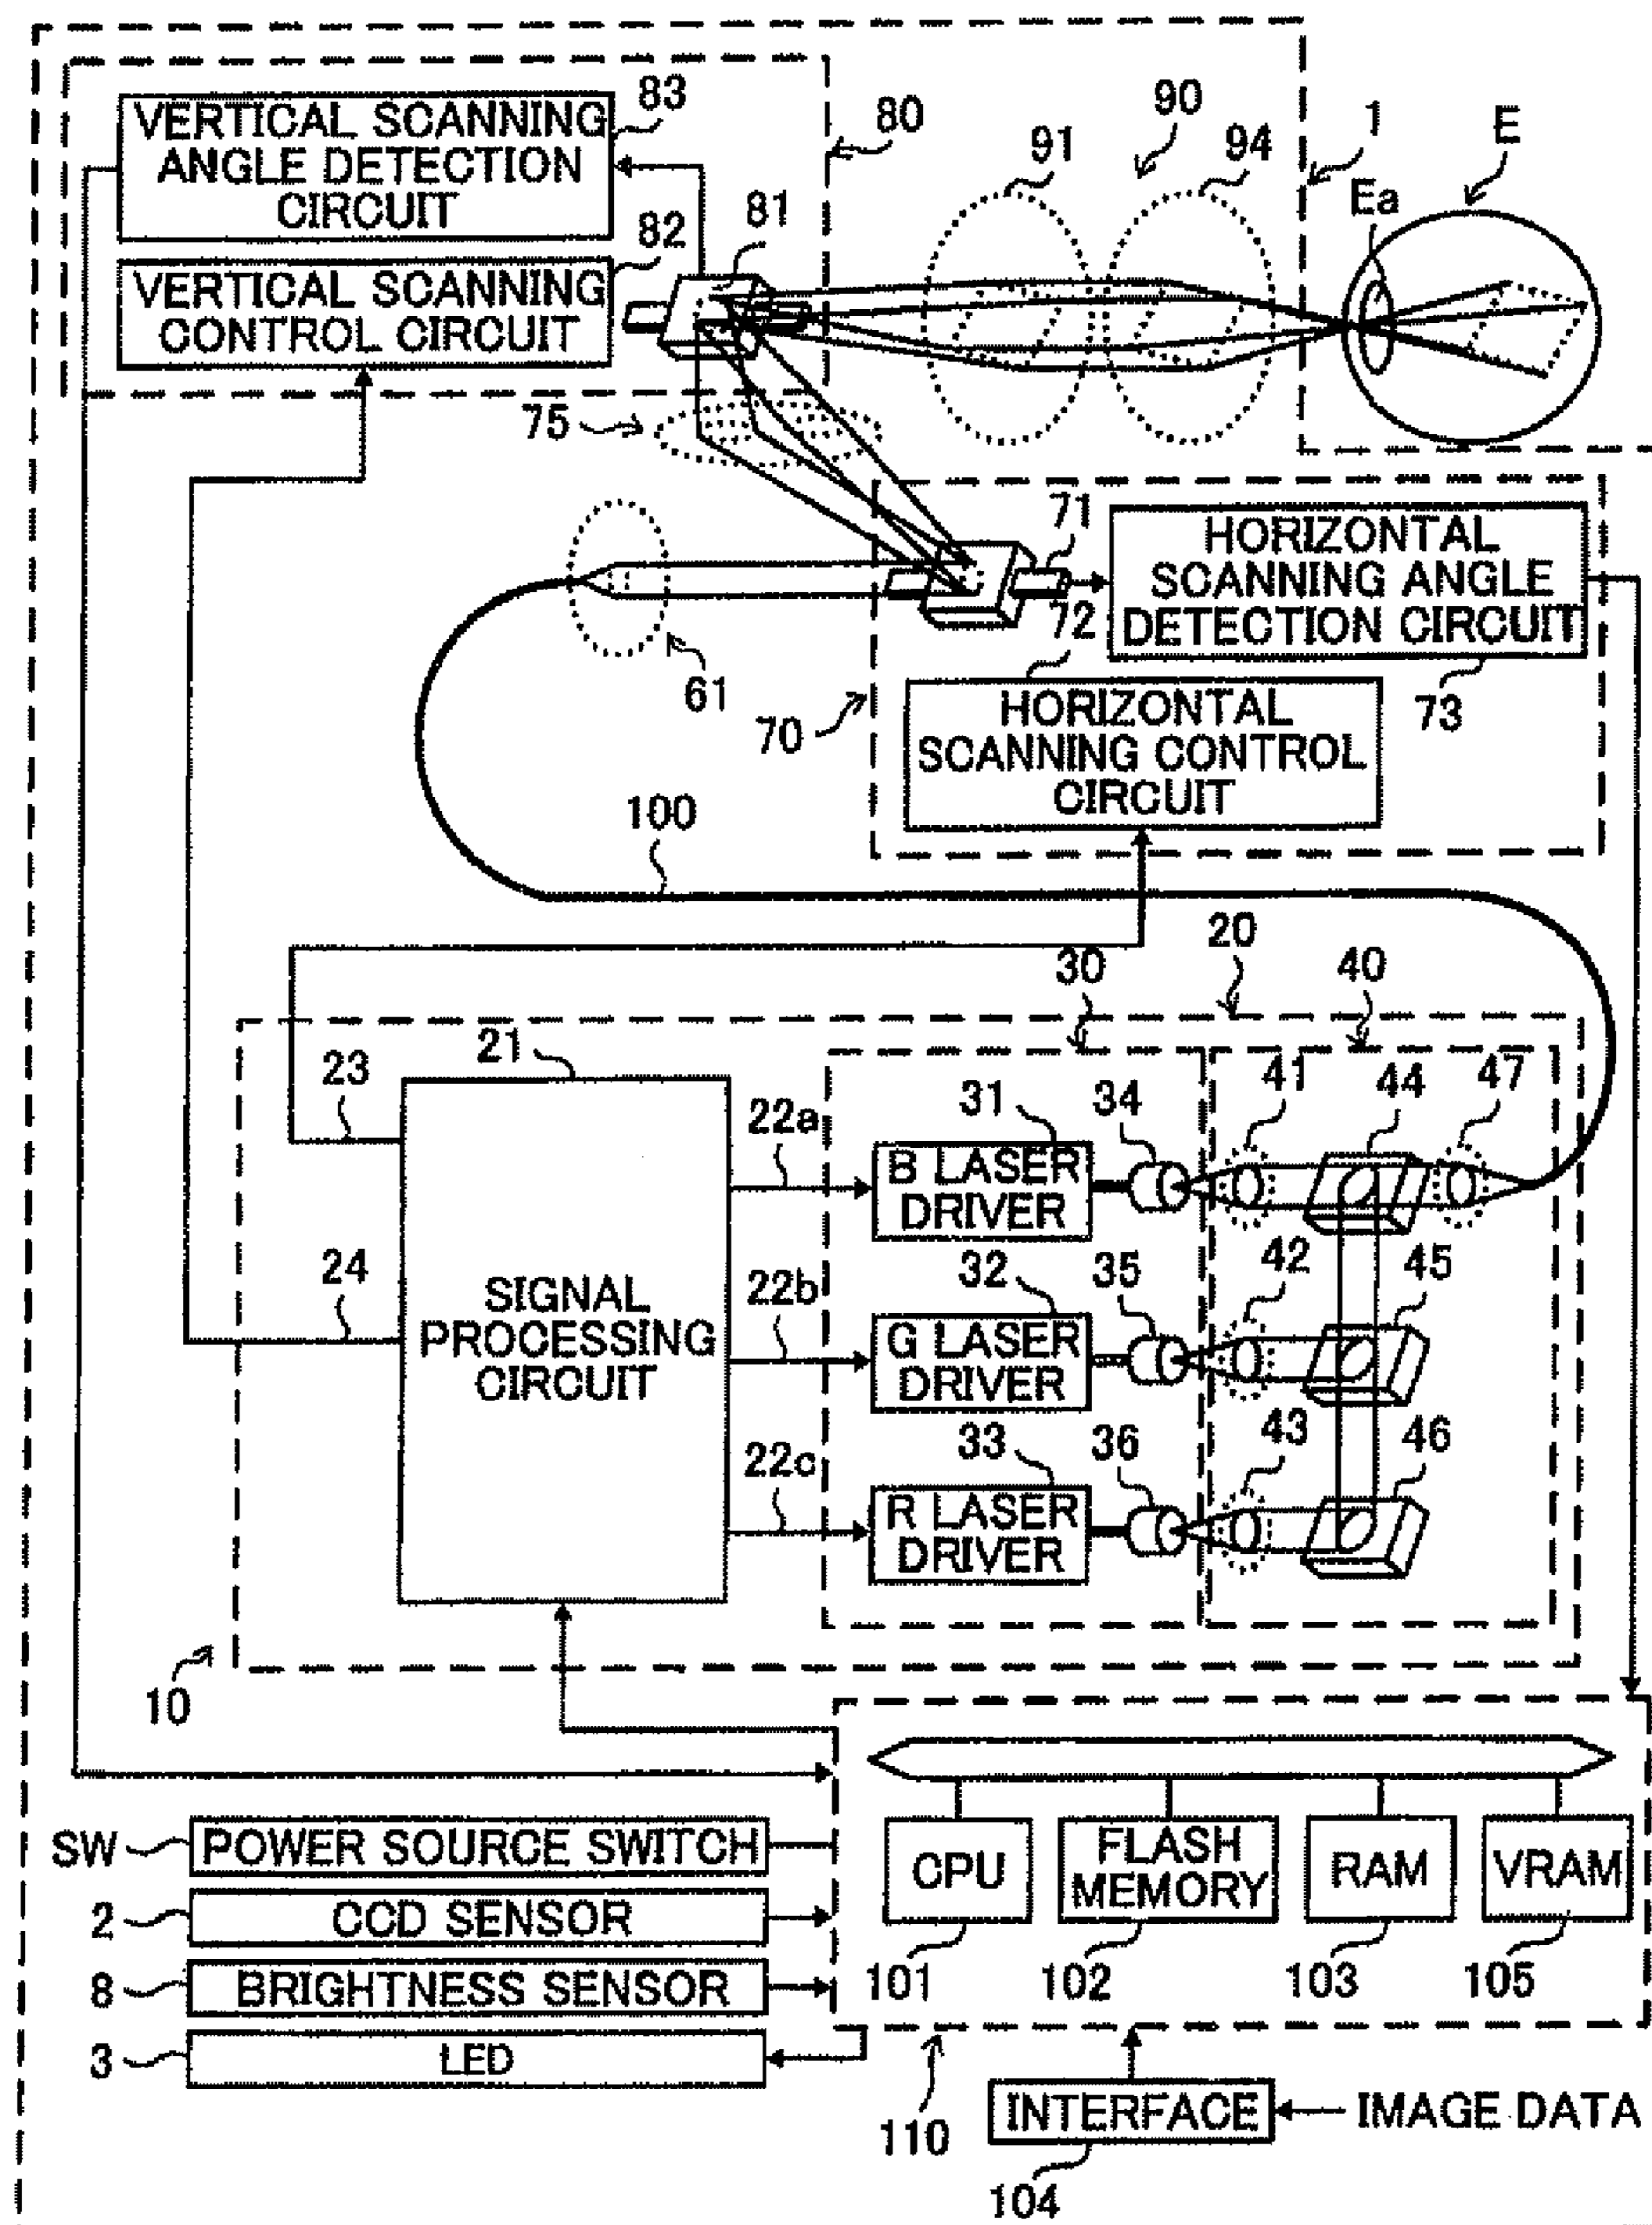 83
VERTICAL SCANNING
ANGLE DETECTION
CIRCUIT
80
90
91
94
1
E
Ea
82
81
VERTICAL SCANNING
CONTROL CIRCUIT
75
71
HORIZONTAL
SCANNING ANGLE
DETECTION CIRCUIT
72
61
70
73
HORIZONTAL
SCANNING CONTROL
CIRCUIT
100
20
30
40
21
23
22a
31
34
41
44
47
B LASER
DRIVER
24
22b
32
35
42
45
SIGNAL
PROCESSING
CIRCUIT
G LASER
DRIVER
22c
33
36
43
46
R LASER
DRIVER
10
SW
POWER SOURCE SWITCH
CPU
FLASH
MEMORY
RAM
VRAM
2
CCD SENSOR
101
102
103
105
8
BRIGHTNESS SENSOR
3
LED
110
INTERFACE
IMAGE DATA
104